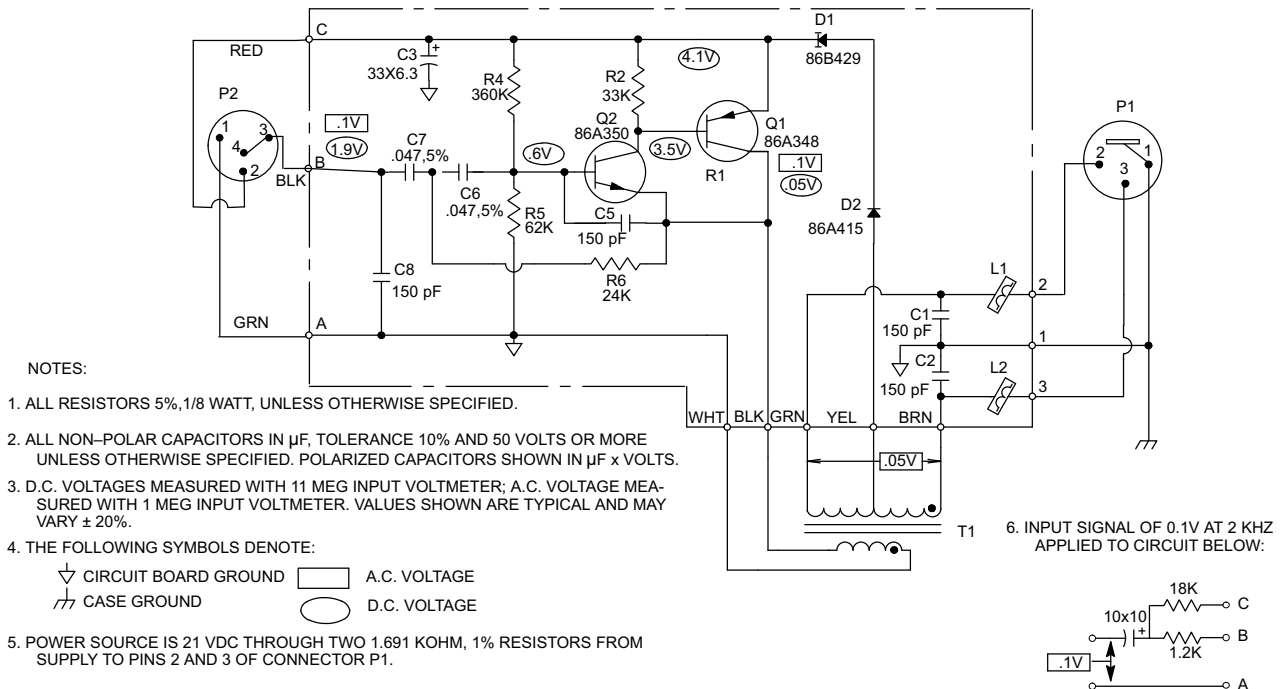 C
RED
P2
1
3
4
2
.1V
1.9V
B
BLK
GRN
A
C3
+
33X6.3
R4
360K
R2
33K
4.1V
D1
86B429
Q2
86A350
Q1
86A348
3.5V
R1
.1V
.05V
C7
.047,5%
C6
.047,5%
.6V
R5
62K
C5
150 pF
R6
24K
C8
150 pF
D2
86A415
P1
2
1
3
L1
2
C1
150 pF
1
C2
150 pF
L2
3
WHT
BLK
GRN
YEL
BRN
.05V
T1
NOTES:
1. ALL RESISTORS 5%,1/8 WATT, UNLESS OTHERWISE SPECIFIED.
2. ALL NON–POLAR CAPACITORS IN µF, TOLERANCE 10% AND 50 VOLTS OR MORE
UNLESS OTHERWISE SPECIFIED. POLARIZED CAPACITORS SHOWN IN µF x VOLTS.
3. D.C. VOLTAGES MEASURED WITH 11 MEG INPUT VOLTMETER; A.C. VOLTAGE MEA-
SURED WITH 1 MEG INPUT VOLTMETER. VALUES SHOWN ARE TYPICAL AND MAY
VARY ± 20%.
4. THE FOLLOWING SYMBOLS DENOTE:
CIRCUIT BOARD GROUND
A.C. VOLTAGE
CASE GROUND
D.C. VOLTAGE
5. POWER SOURCE IS 21 VDC THROUGH TWO 1.691 KOHM, 1% RESISTORS FROM
SUPPLY TO PINS 2 AND 3 OF CONNECTOR P1.
6. INPUT SIGNAL OF 0.1V AT 2 KHZ
APPLIED TO CIRCUIT BELOW:
18K
C
10x10
+
B
1.2K
.1V
A